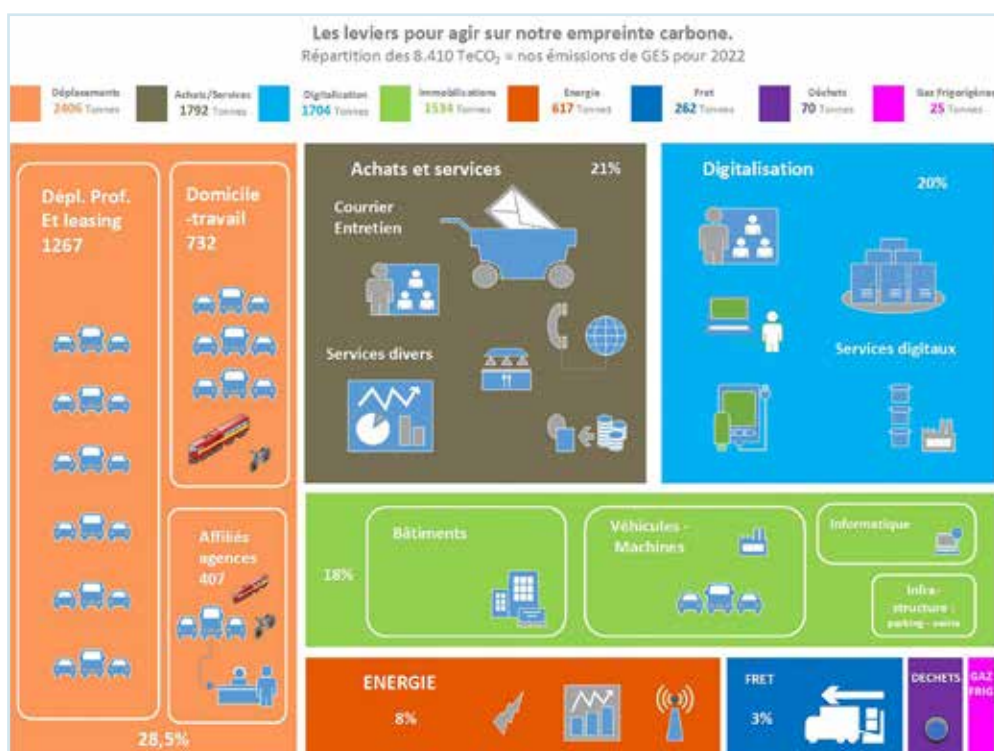 Les leviers pour agir sur notre empreinte carbone.
Répartition des 8.410 TeCO₂ = nos émissions de GES pour 2022
Déplacements
2406 Tonnes
Achats/Services
1792 Tonnes
Digitalisation
1704 Tonnes
Immobilisations
1534 Tonnes
Energie
617 Tonnes
Fret
262 Tonnes
Déchets
70 Tonnes
Gaz Frigorigènes
25 Tonnes
Dépl. Prof.
Et leasing
1267
Domicile
-travail
732
Affiliés
agences
407
28,5%
Achats et services
21%
Courrier
Entretien
Services divers
Digitalisation
20%
Services digitaux
18%
Bâtiments
Véhicules -
Machines
Informatique
Infra-
structure :
parking -
ENERGIE
8%
FRET
3%
DECHETS
GAZ
FRIG